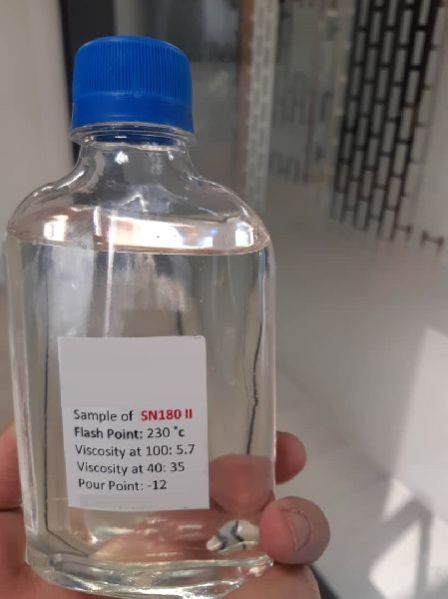 Sample of SN180 II
Flash Point: 230 °c
Viscosity at 100: 5.7
Viscosity at 40: 35
Pour Point: -12